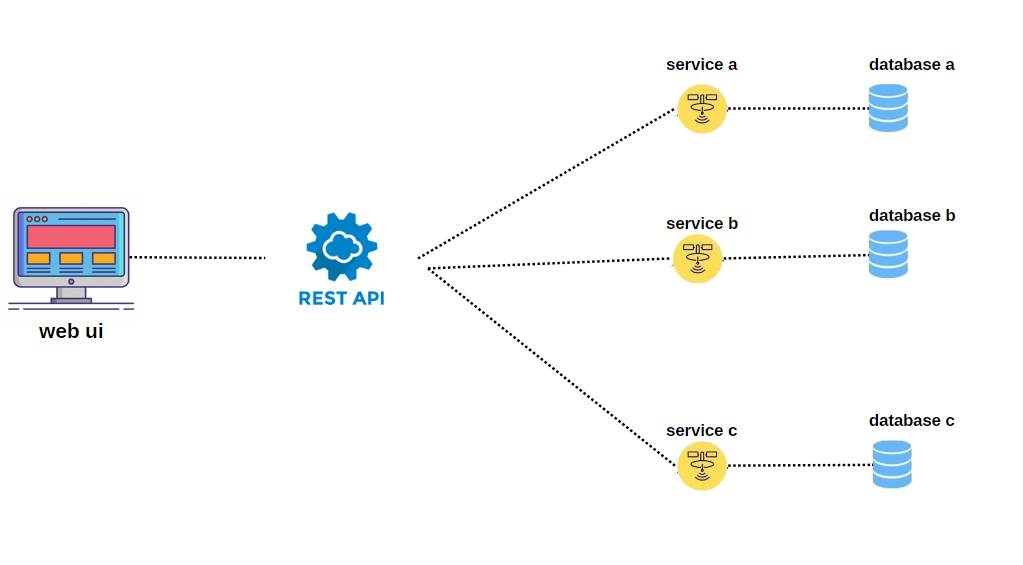 service a
database a
service b
database b
REST API
web ui
service c
database c